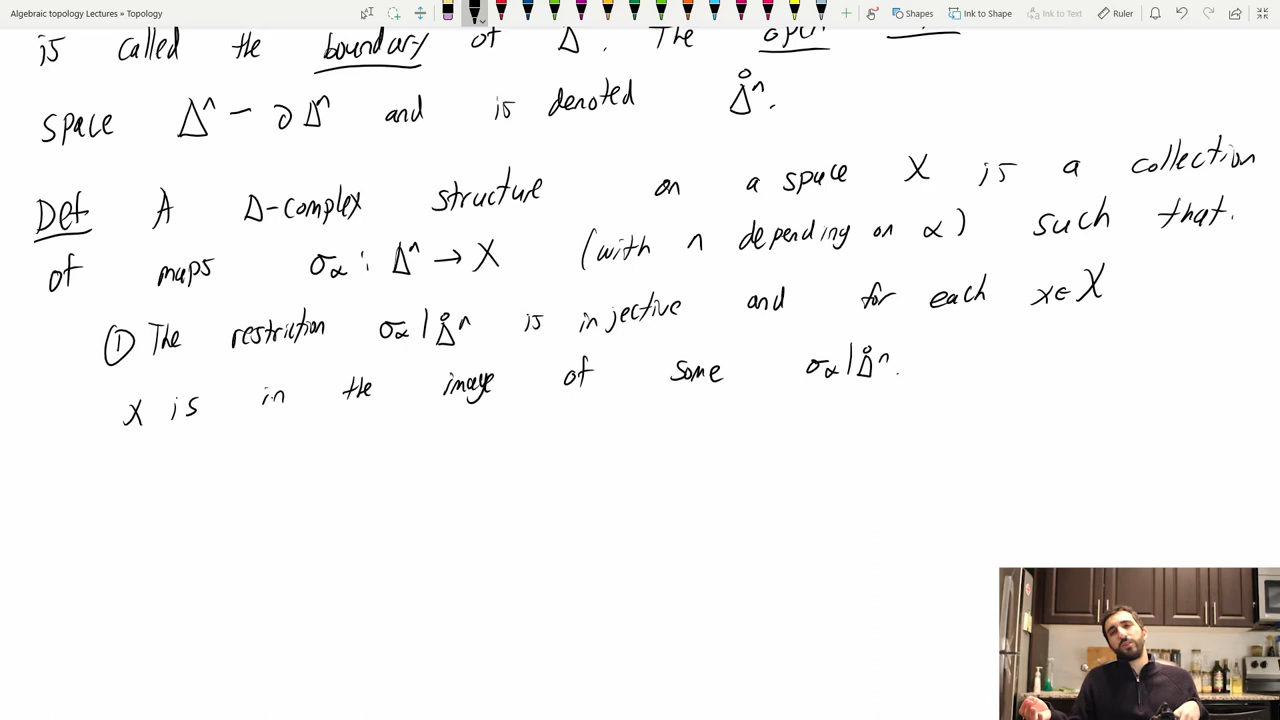 Algebraic topology Lectures » Topology
Shapes Ink to Shape Ink to Text Ruler
is called the boundary of Δ. The open
space Δⁿ - ∂Δⁿ and is denoted Δ̊ⁿ.
Def A Δ-complex structure on a space X is a collection
of maps σα : Δⁿ → X (with n depending on α) such that.
① The restriction σα|Δ̊ⁿ is injective and for each x∈X
x is in the image of some σα|Δ̊ⁿ.